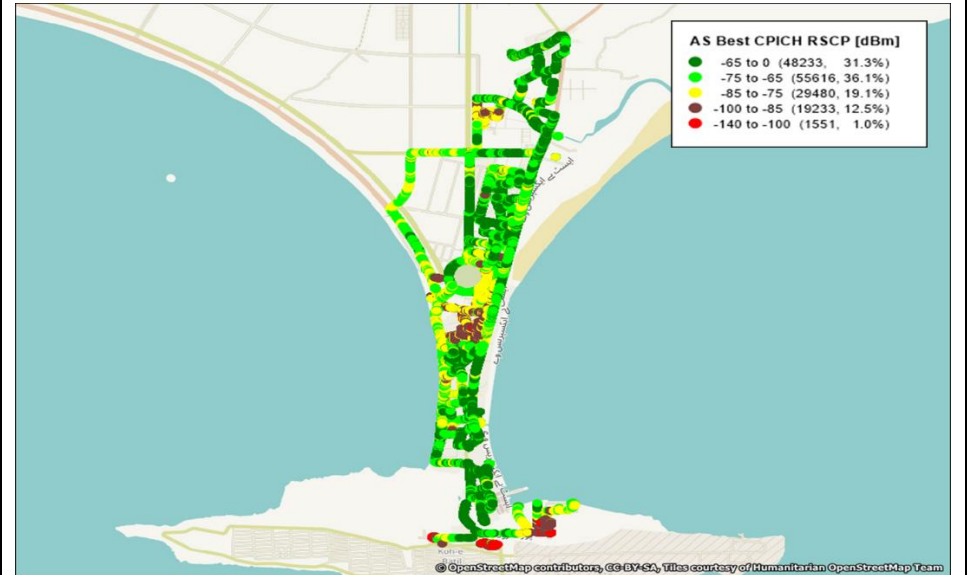 AS Best CPICH RSCP [dBm]
-65 to 0 (48233, 31.3%)
-75 to -65 (55616, 36.1%)
-85 to -75 (29480, 19.1%)
-100 to -85 (19233, 12.5%)
-140 to -100 (1551, 1.0%)
Koh-e
© OpenStreetMap contributors, CC-BY-SA, Tiles courtesy of Humanitarian OpenStreetMap Team